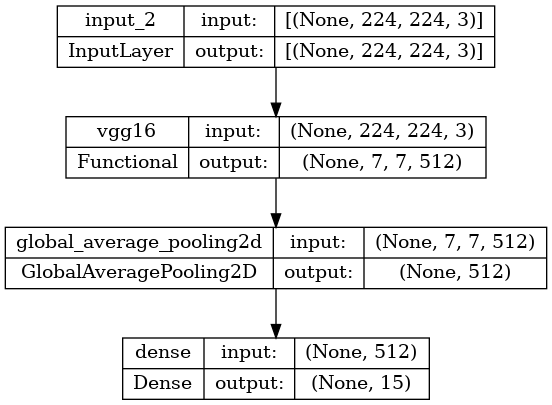 input_2 input: [(None, 224, 224, 3)]
InputLayer output: [(None, 224, 224, 3)]
vgg16 input: (None, 224, 224, 3)
Functional output: (None, 7, 7, 512)
global_average_pooling2d input: (None, 7, 7, 512)
GlobalAveragePooling2D output: (None, 512)
dense input: (None, 512)
Dense output: (None, 15)